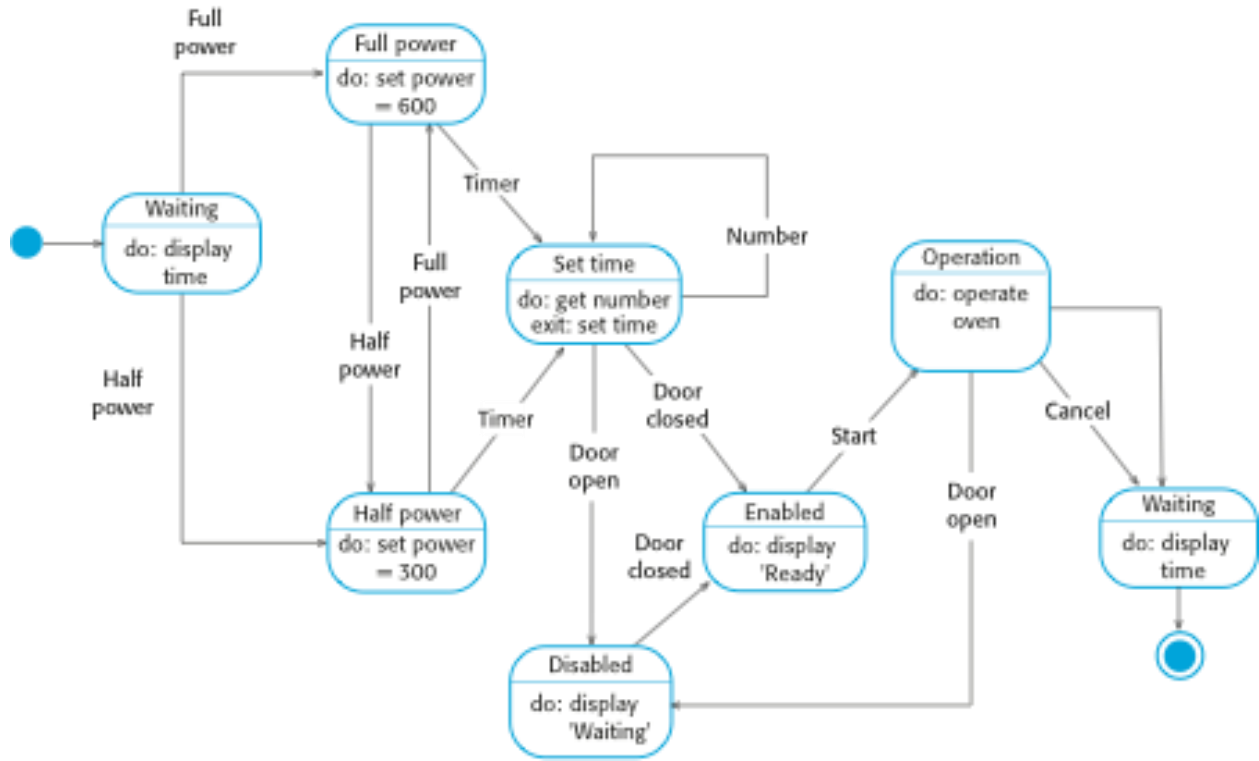 Full
power
Full power
do: set power
= 600
Timer
Waiting
do: display
time
Number
Full
power
Set time
do: get number
exit: set time
Operation
do: operate
oven
Half
power
Half
power
Timer
Door
closed
Cancel
Start
Door
open
Door
open
Half power
do: set power
= 300
Enabled
do: display
'Ready'
Waiting
do: display
time
Door
closed
Disabled
do: display
'Waiting'